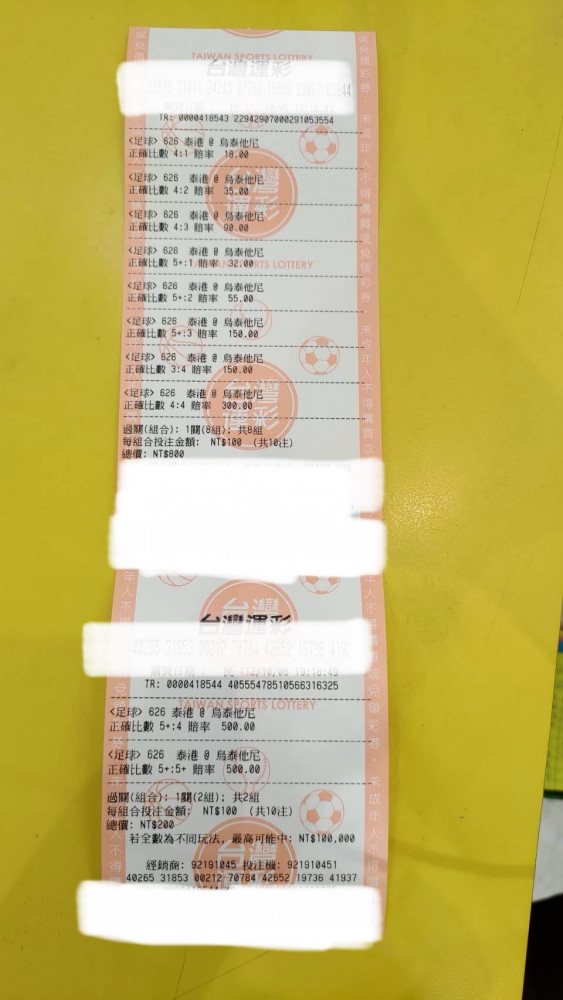 TAIWAN SPORTS LOTTERY
台灣運彩
TR: 0000418543 22942907000291053554
<足球> 626 泰港 @ 烏泰他尼
正確比數 4:1 賠率 18.00
<足球> 626 泰港 @ 烏泰他尼
正確比數 4:2 賠率 35.00
<足球> 626 泰港 @ 烏泰他尼
正確比數 4:3 賠率 90.00
<足球> 626 泰港 @ 烏泰他尼
正確比數 5+:1 賠率 32.00
<足球> 626 泰港 @ 烏泰他尼
正確比數 5+:2 賠率 55.00
<足球> 626 泰港 @ 烏泰他尼
正確比數 5+:3 賠率 150.00
<足球> 626 泰港 @ 烏泰他尼
正確比數 3:4 賠率 150.00
<足球> 626 泰港 @ 烏泰他尼
正確比數 4:4 賠率 300.00
過關(組合): 1關(8組); 共8組
每組合投注金額: NT$100 (共10注)
總價: NT$800
台灣運彩
40265 31853 00212 70784 42652 19736
TR: 0000418544 40555478510566316325
TAIWAN SPORTS LOTTERY
<足球> 626 泰港 @ 烏泰他尼
正確比數 5+:4 賠率 500.00
<足球> 626 泰港 @ 烏泰他尼
正確比數 5+:5+ 賠率 500.00
過關(組合): 1關(2組); 共2組
每組合投注金額: NT$100 (共10注)
總價: NT$200
若全數為不同玩法, 最高可能中: NT$100,000
經銷商: 92191045 投注機: 921910451
40265 31853 00212 70784 42652 19736 41937